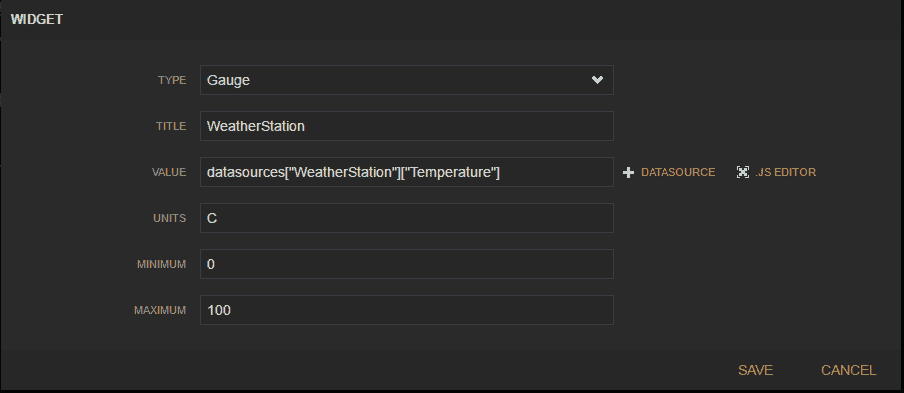 WIDGET
TYPE Gauge
TITLE WeatherStation
VALUE datasources["WeatherStation"]["Temperature"] DATASOURCE .JS EDITOR
UNITS C
MINIMUM 0
MAXIMUM 100
SAVE CANCEL